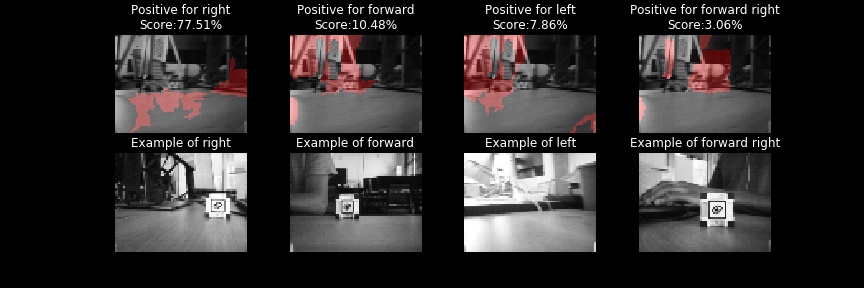 Positive for right
Score:77.51%
Positive for forward
Score:10.48%
Positive for left
Score:7.86%
Positive for forward right
Score:3.06%
Example of right
Example of forward
Example of left
Example of forward right